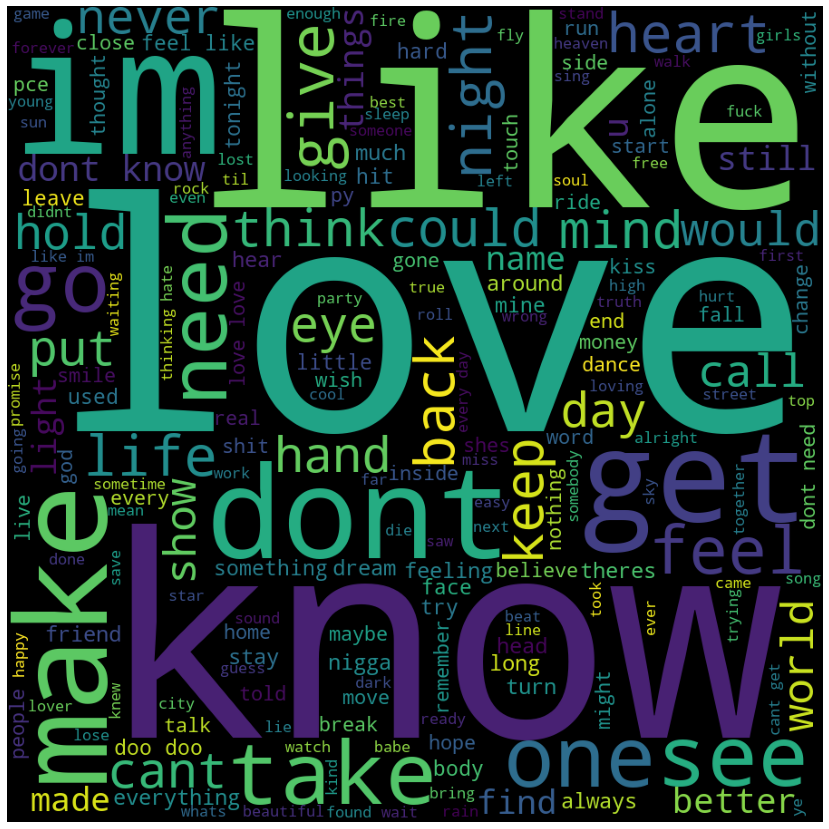 game
never
enough
fire
things
stand
heart
girls
without
forever
close
feel like
give
hard
fly
run
heaven
im
like
walk
pce
thought
tonight
anything
best
side
sing
night
young
sleep
u
alone
fuck
sun
someone
touch
start
still
dont know
lost
much
free
looking
hit
left
soul
leave
rock
til
even
py
ride
didnt
hold
need
think
could
mind
would
like im
hear
gone
name
kiss
first
go
waiting
thinking
hate
love
love love
party
true
around
high
truth
change
eye
mine
hurt
put
roll
wrong
end
fall
little
back
money
call
light
smile
wish
dance
promise
used
cool
every day
loving
street
top
real
day
going
life
shit
hand
shes
word
alright
god
work
miss
keep
get
somebody
dont need
sometime
far
inside
nothing
live
mean
every
show
dont
easy
sky
together
make
die
saw
next
feel
done
save
something
dream
feeling
believe
theres
face
came
song
star
know
try
took
trying
ever
sound
beat
happy
friend
home
maybe
line
world
guess
remember
head
people
stay
nigga
long
lover
knew
city
told
dark
move
turn
might
cant get
lose
talk
lie
break
ready
doo doo
watch
babe
hope
one
see
cant
take
kind
body
made
everything
bring
find
always
better
ye
whats
beautiful
found
wait
rain